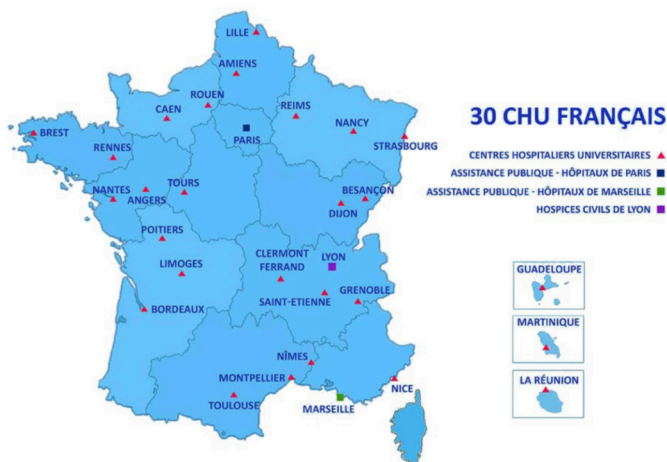 LILLE
AMIENS
ROUEN
CAEN
REIMS
NANCY
PARIS
STRASBOURG
BREST
RENNES
NANTES
ANGERS
TOURS
BESANÇON
DIJON
POITIERS
LIMOGES
CLERMONT
FERRAND
LYON
SAINT-ETIENNE
GRENOBLE
BORDEAUX
NÎMES
MONTPELLIER
TOULOUSE
MARSEILLE
NICE
30 CHU FRANÇAIS
CENTRES HOSPITALIERS UNIVERSITAIRES
ASSISTANCE PUBLIQUE - HÔPITAUX DE PARIS
ASSISTANCE PUBLIQUE - HÔPITAUX DE MARSEILLE
HOSPICES CIVILS DE LYON
GUADELOUPE
MARTINIQUE
LA RÉUNION